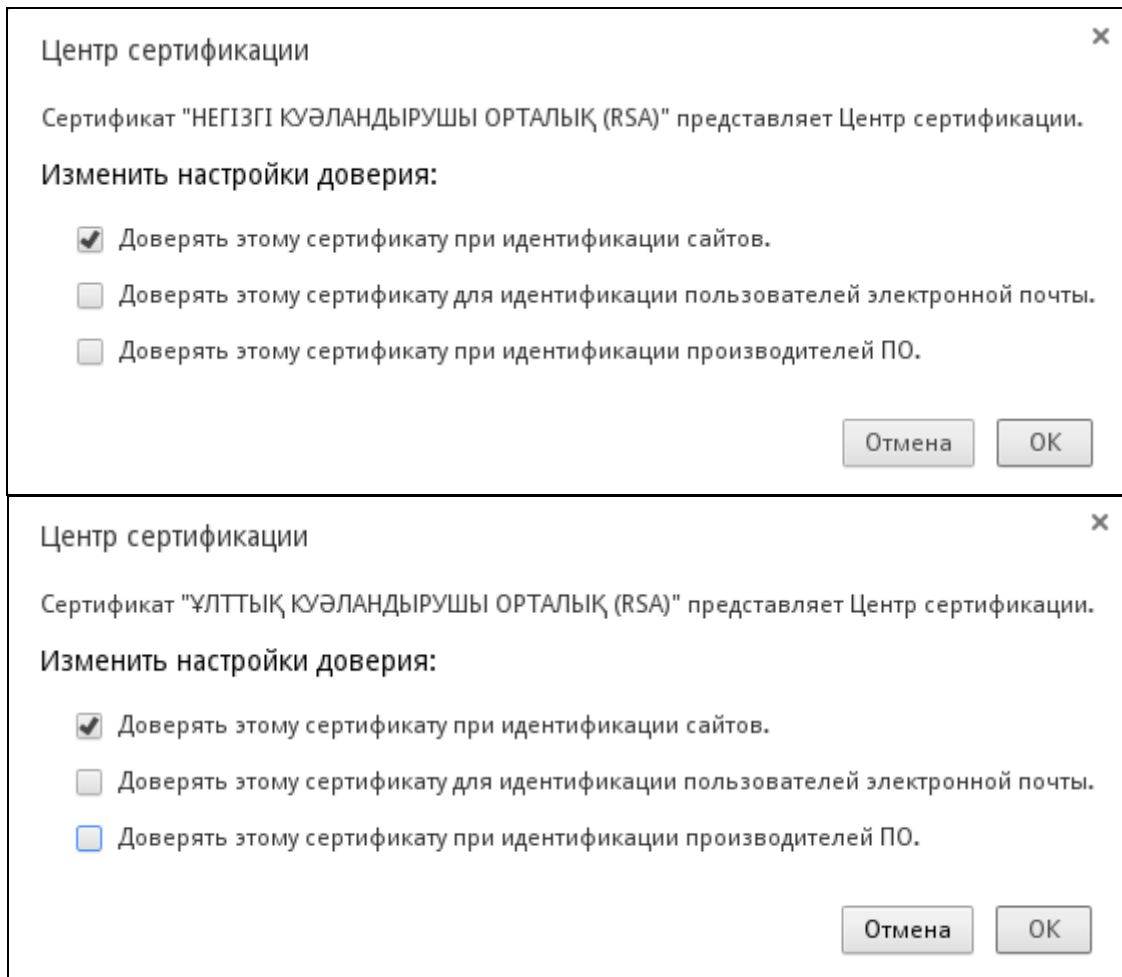 Центр сертификации
Сертификат "НЕГІЗГІ КУӘЛАНДЫРУШЫ ОРТАЛЫҚ (RSA)" представляет Центр сертификации.
Изменить настройки доверия:
Доверять этому сертификату при идентификации сайтов.
Доверять этому сертификату для идентификации пользователей электронной почты.
Доверять этому сертификату при идентификации производителей ПО.
Отмена ОК
Центр сертификации
Сертификат "ҰЛТТЫҚ КУӘЛАНДЫРУШЫ ОРТАЛЫҚ (RSA)" представляет Центр сертификации.
Изменить настройки доверия:
Доверять этому сертификату при идентификации сайтов.
Доверять этому сертификату для идентификации пользователей электронной почты.
Доверять этому сертификату при идентификации производителей ПО.
Отмена ОК